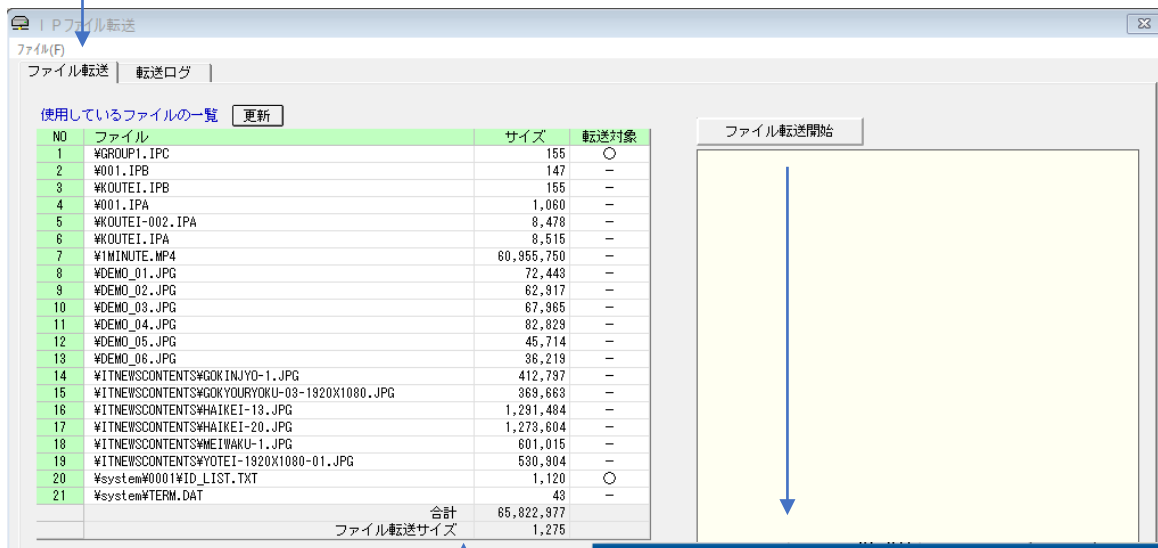 ＩＰファイル転送
ファイル(F)
ファイル転送 転送ログ
使用しているファイルの一覧 更新
ファイル転送開始
NO ファイル サイズ 転送対象
1 ¥GROUP1.IPC 155 ○
2 ¥001.IPB 147 －
3 ¥KOUTEI.IPB 155 －
4 ¥001.IPA 1,060 －
5 ¥KOUTEI-002.IPA 8,478 －
6 ¥KOUTEI.IPA 8,515 －
7 ¥1MINUTE.MP4 60,955,750 －
8 ¥DEMO_01.JPG 72,443 －
9 ¥DEMO_02.JPG 62,917 －
10 ¥DEMO_03.JPG 67,965 －
11 ¥DEMO_04.JPG 82,829 －
12 ¥DEMO_05.JPG 45,714 －
13 ¥DEMO_06.JPG 36,219 －
14 ¥ITNEWSCONTENTS¥GOKINJYO-1.JPG 412,797 －
15 ¥ITNEWSCONTENTS¥GOKYOURYOKU-03-1920X1080.JPG 369,663 －
16 ¥ITNEWSCONTENTS¥HAIKEI-13.JPG 1,291,484 －
17 ¥ITNEWSCONTENTS¥HAIKEI-20.JPG 1,273,604 －
18 ¥ITNEWSCONTENTS¥MEIWAKU-1.JPG 601,015 －
19 ¥ITNEWSCONTENTS¥YOTEI-1920X1080-01.JPG 530,904 －
20 ¥system¥0001¥ID_LIST.TXT 1,120 ○
21 ¥system¥TERM.DAT 43 －
合計 65,822,977
ファイル転送サイズ 1,275